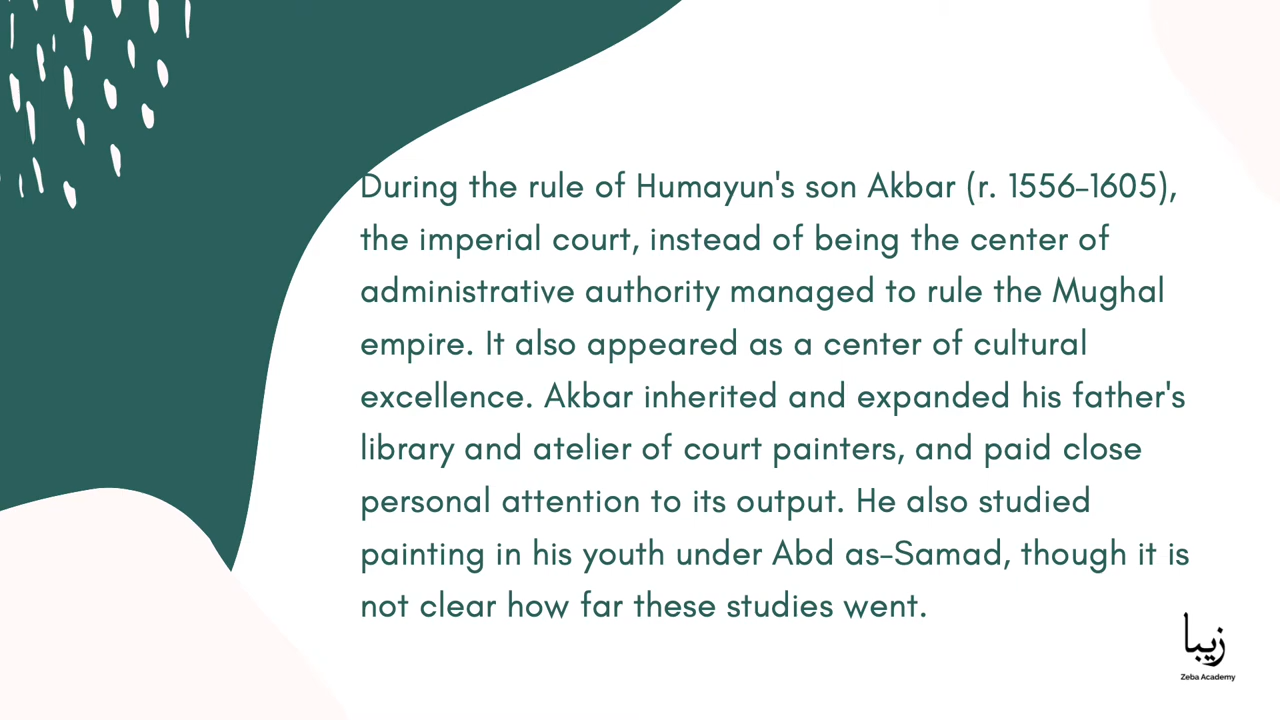 During the rule of Humayun's son Akbar (r. 1556–1605),
the imperial court, instead of being the center of
administrative authority managed to rule the Mughal
empire. It also appeared as a center of cultural
excellence. Akbar inherited and expanded his father's
library and atelier of court painters, and paid close
personal attention to its output. He also studied
painting in his youth under Abd as-Samad, though it is
not clear how far these studies went.
زیبا
Zeba Academy